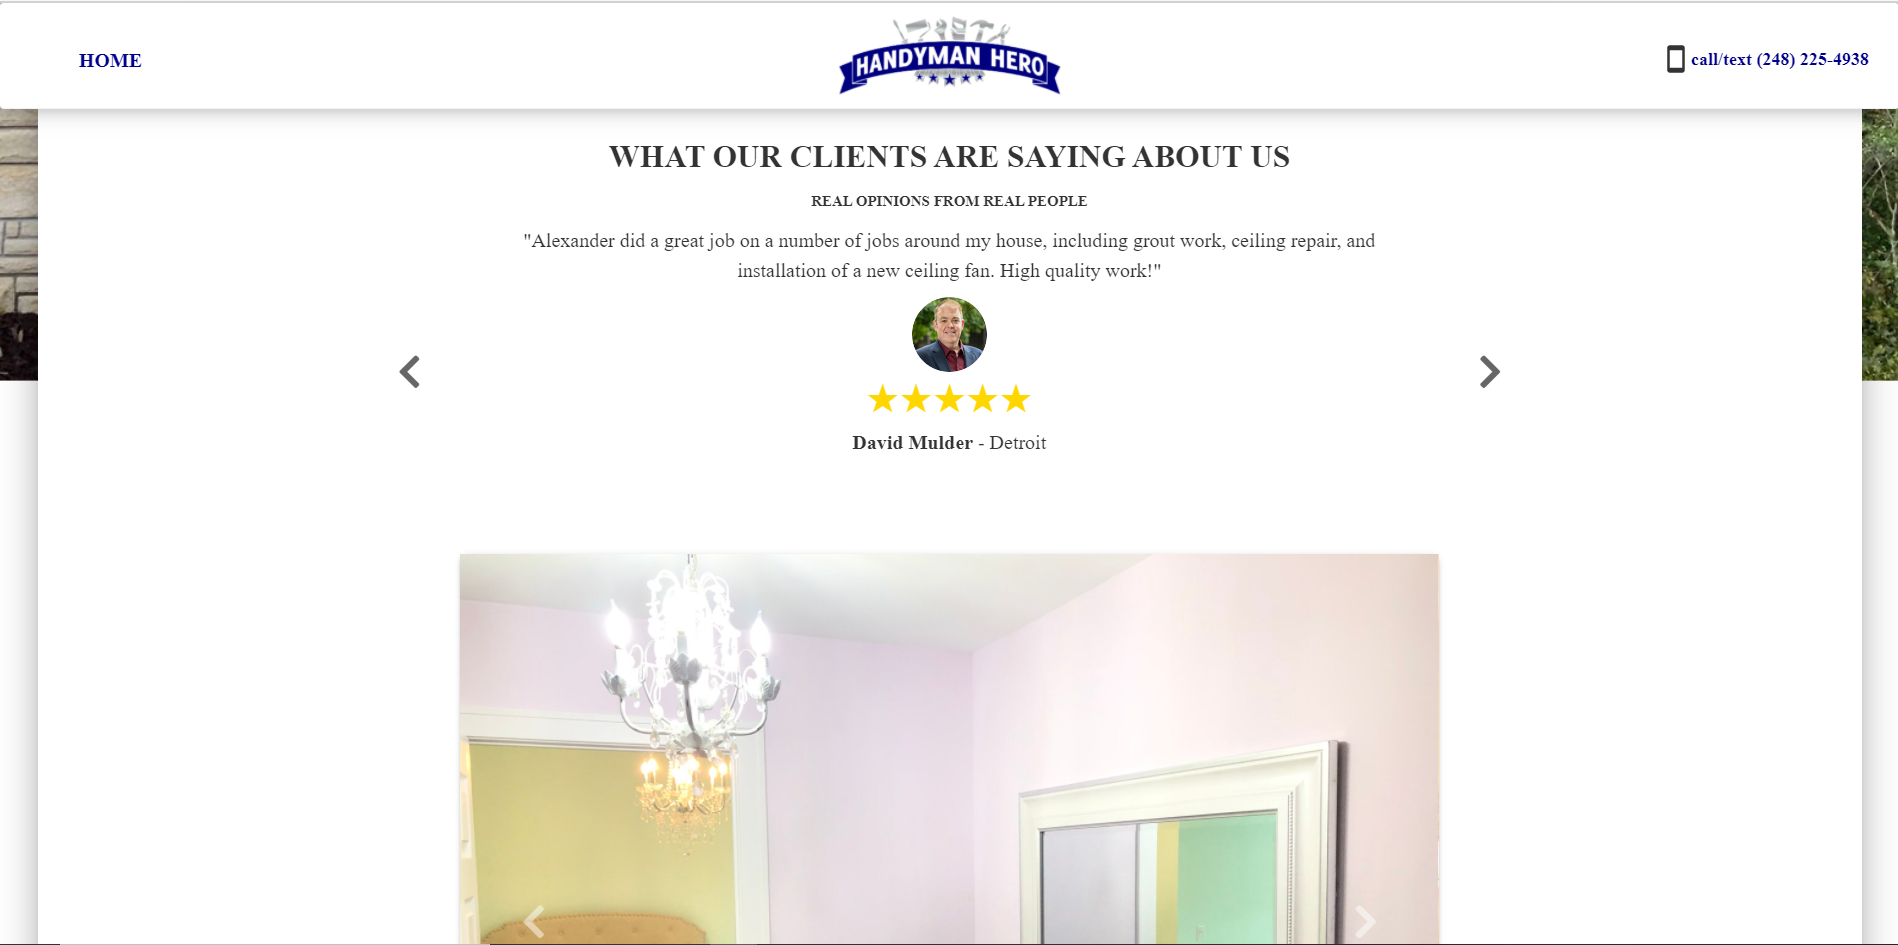 HOME
HANDYMAN HERO
call/text (248) 225-4938
WHAT OUR CLIENTS ARE SAYING ABOUT US
REAL OPINIONS FROM REAL PEOPLE
"Alexander did a great job on a number of jobs around my house, including grout work, ceiling repair, and
installation of a new ceiling fan. High quality work!"
David Mulder - Detroit